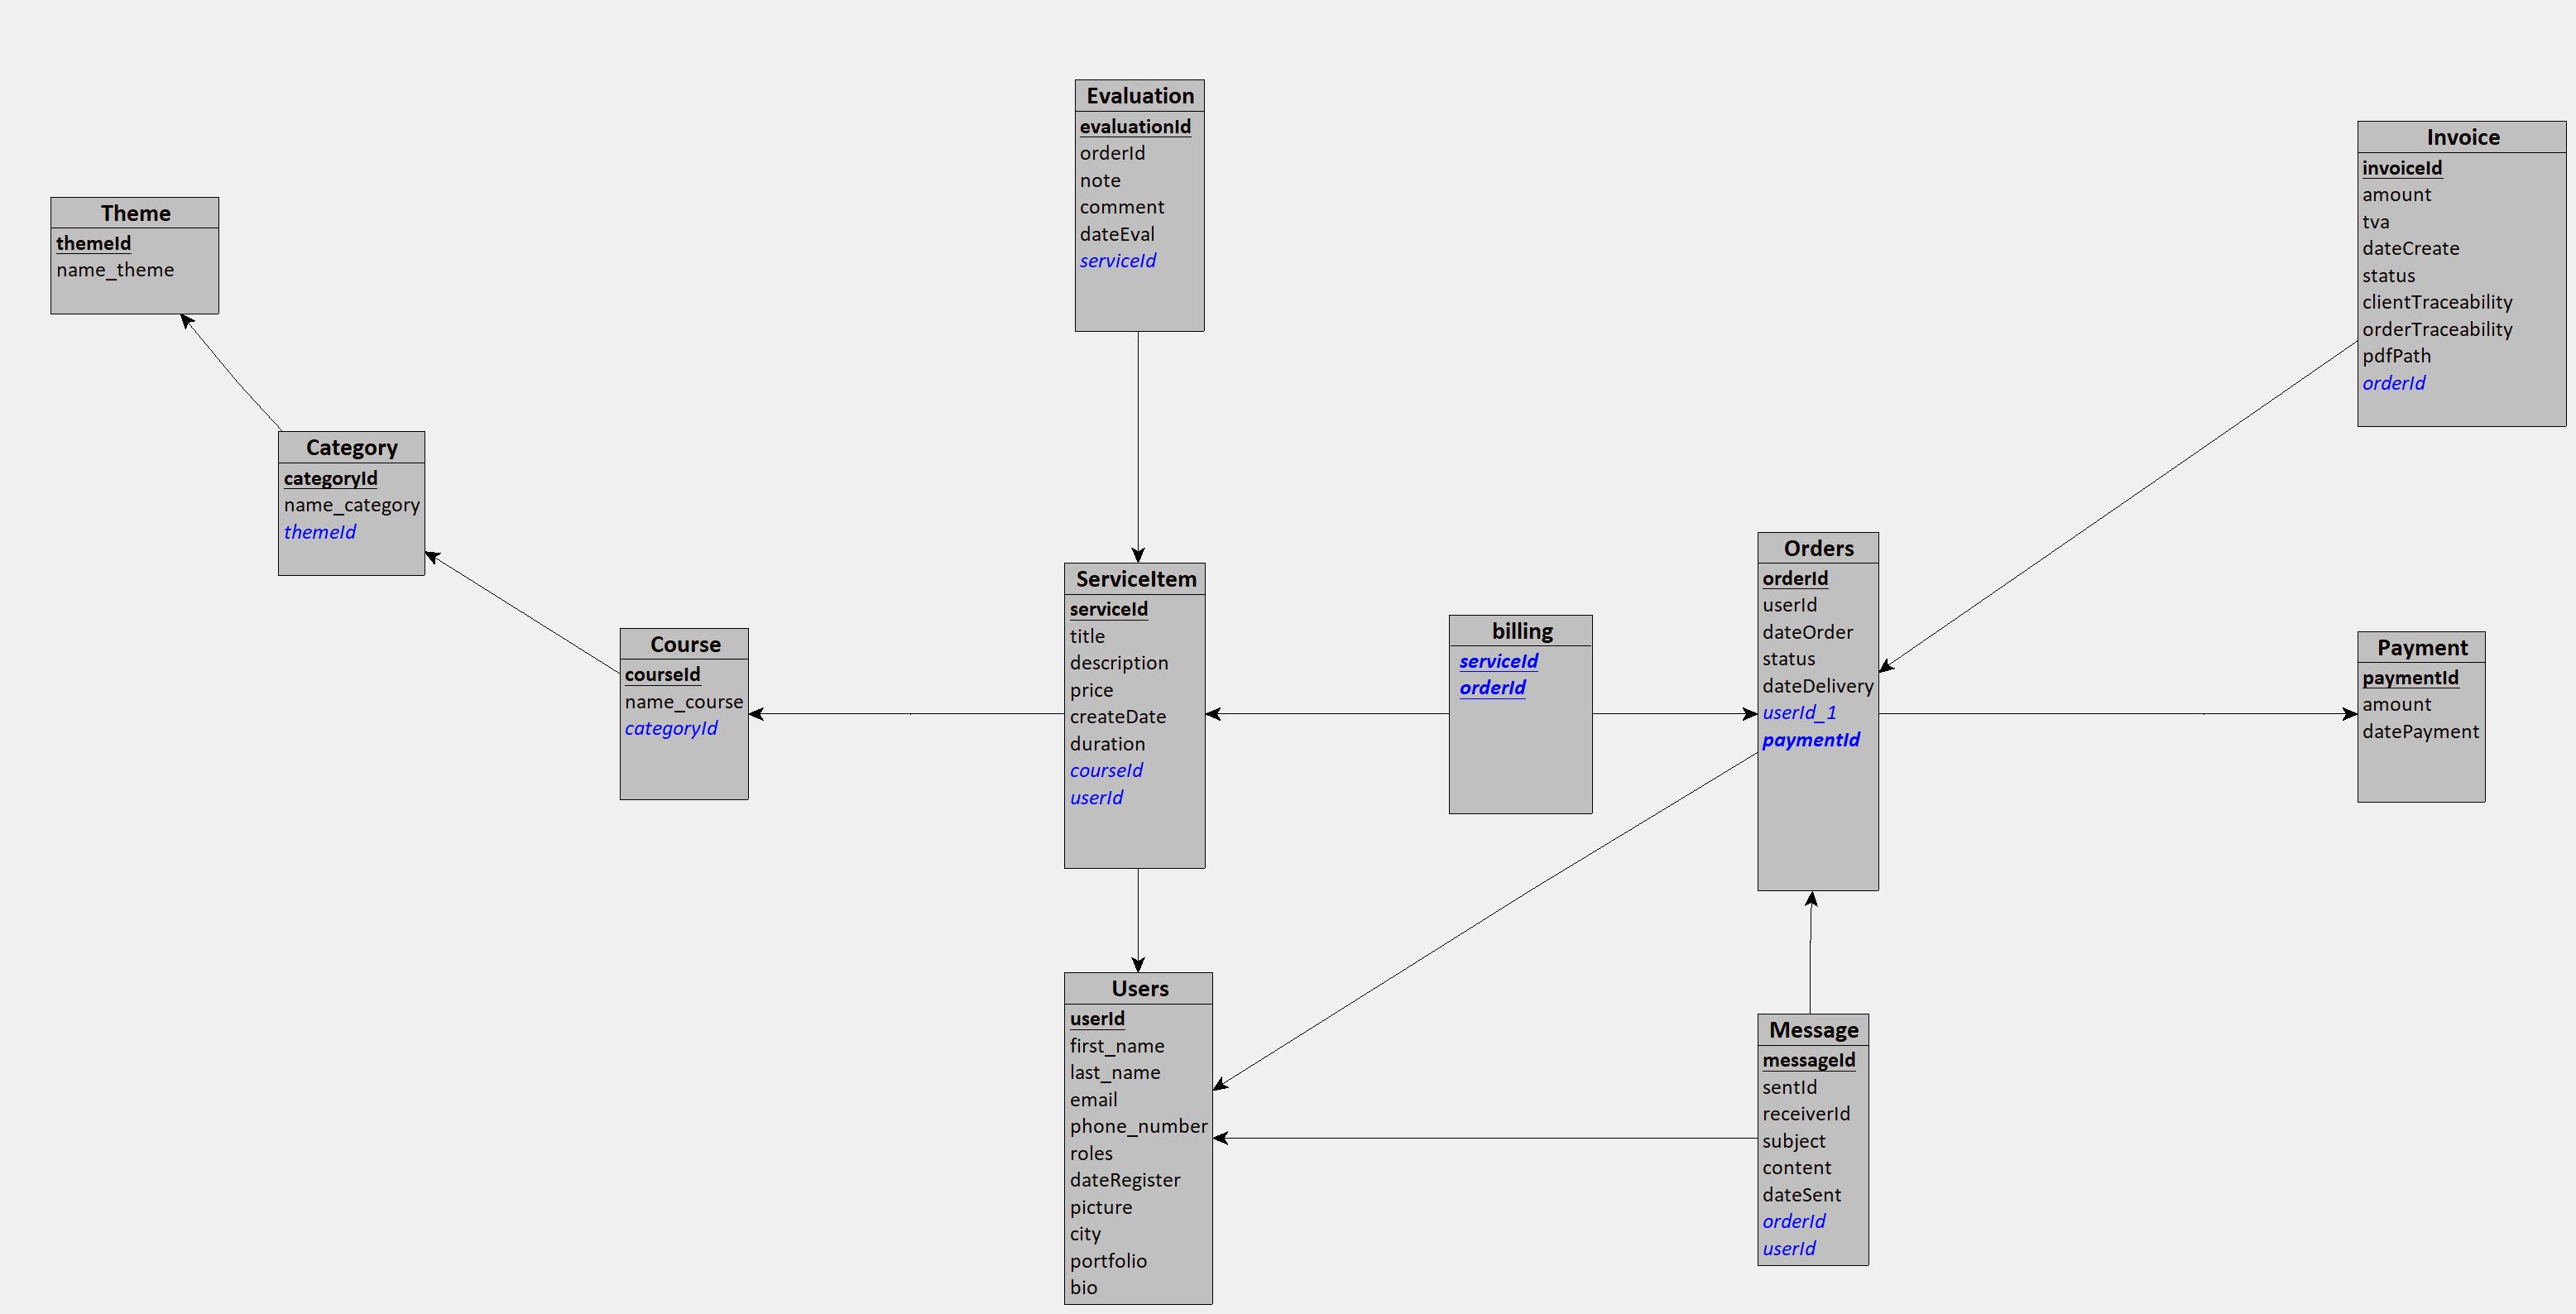 Evaluation
evaluationId
orderId
note
comment
dateEval
serviceId
Invoice
invoiceId
amount
tva
dateCreate
status
clientTraceability
orderTraceability
pdfPath
orderId
Theme
themeId
name_theme
Category
categoryId
name_category
themeId
Course
courseId
name_course
categoryId
ServiceItem
serviceId
title
description
price
createDate
duration
courseId
userId
billing
serviceId
orderId
Orders
orderId
userId
dateOrder
status
dateDelivery
userId_1
paymentId
Payment
paymentId
amount
datePayment
Users
userId
first_name
last_name
email
phone_number
roles
dateRegister
picture
city
portfolio
bio
Message
messageId
sentId
receiverId
subject
content
dateSent
orderId
userId